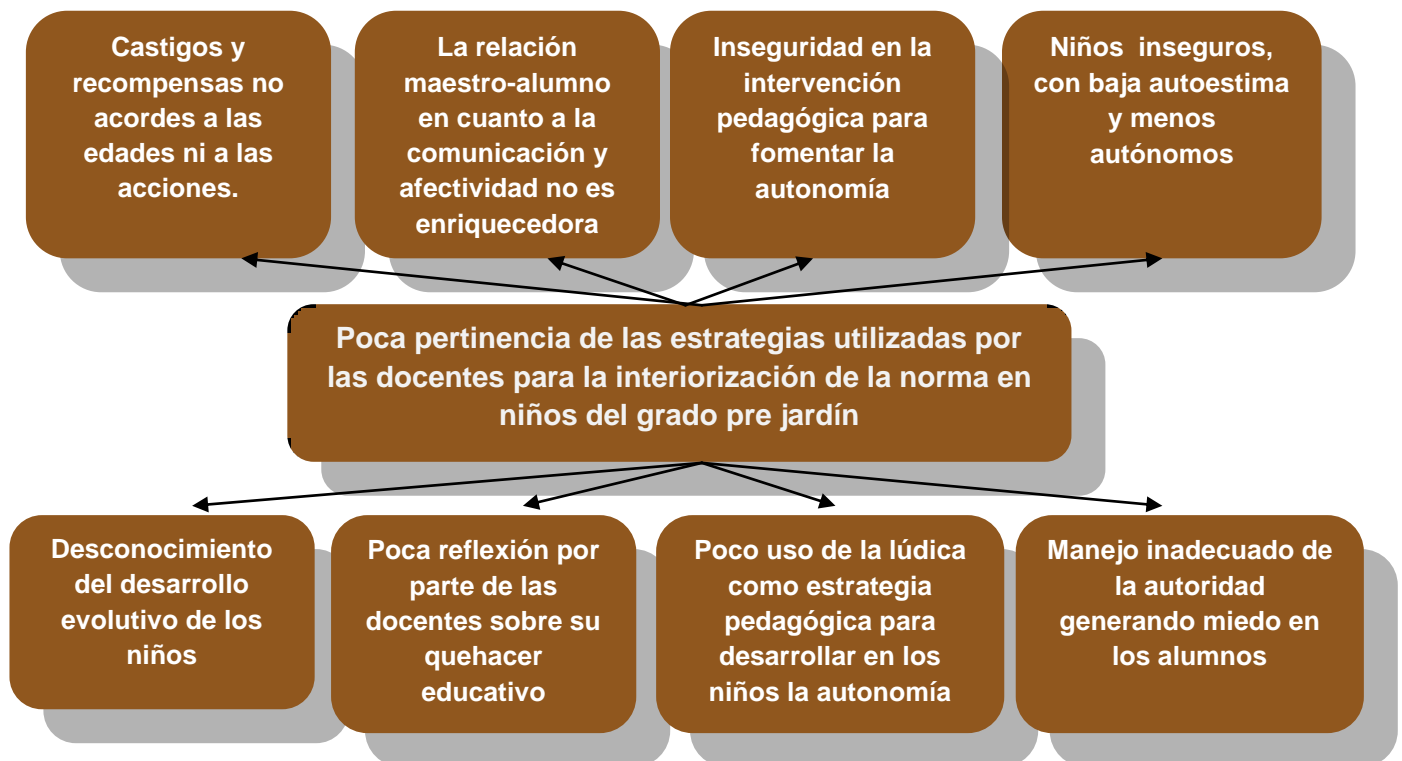 Castigos y
recompensas no
acordes a las
edades ni a las
acciones.
La relación
maestro-alumno
en cuanto a la
comunicación y
afectividad no es
enriquecedora
Inseguridad en la
intervención
pedagógica para
fomentar la
autonomía
Niños inseguros,
con baja autoestima
y menos
autónomos
Poca pertinencia de las estrategias utilizadas por
las docentes para la interiorización de la norma en
niños del grado pre jardín
Desconocimiento
del desarrollo
evolutivo de los
niños
Poca reflexión por
parte de las
docentes sobre su
quehacer
educativo
Poco uso de la lúdica
como estrategia
pedagógica para
desarrollar en los
niños la autonomía
Manejo inadecuado de
la autoridad
generando miedo en
los alumnos